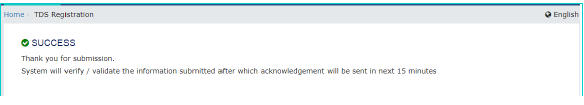 Home TDS Registration English
SUCCESS
Thank you for submission.
System will verify / validate the information submitted after which acknowledgement will be sent in next 15 minutes